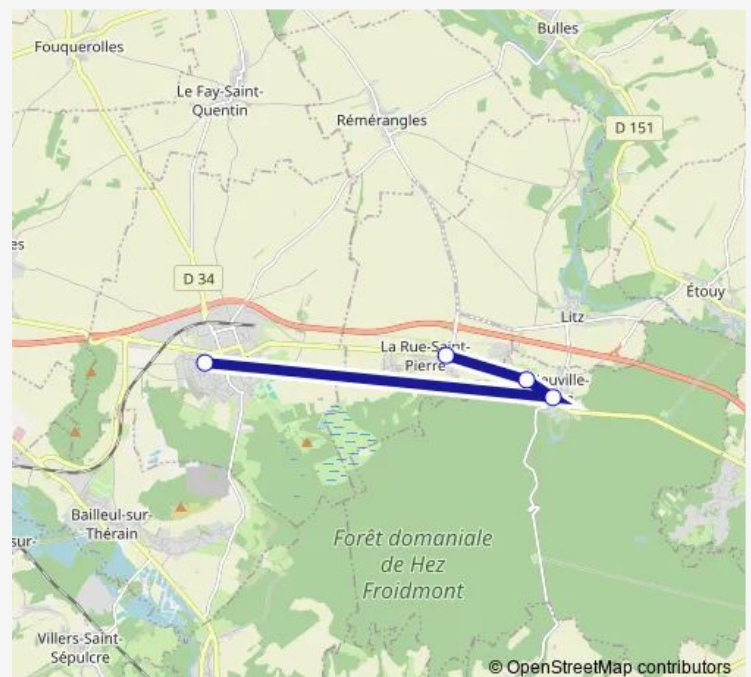 Bulles
Fouquerolles
Le Fay-Saint-
Quentin
Rémérangles
D 151
es
D 34
Étouy
Litz
La Rue-Saint-
Pierre
euville-
Bailleul-sur-
Thérain
sur-
Forêt domaniale
de Hez
Froidmont
Villers-Saint-
Sépulcre
© OpenStreetMap contributors